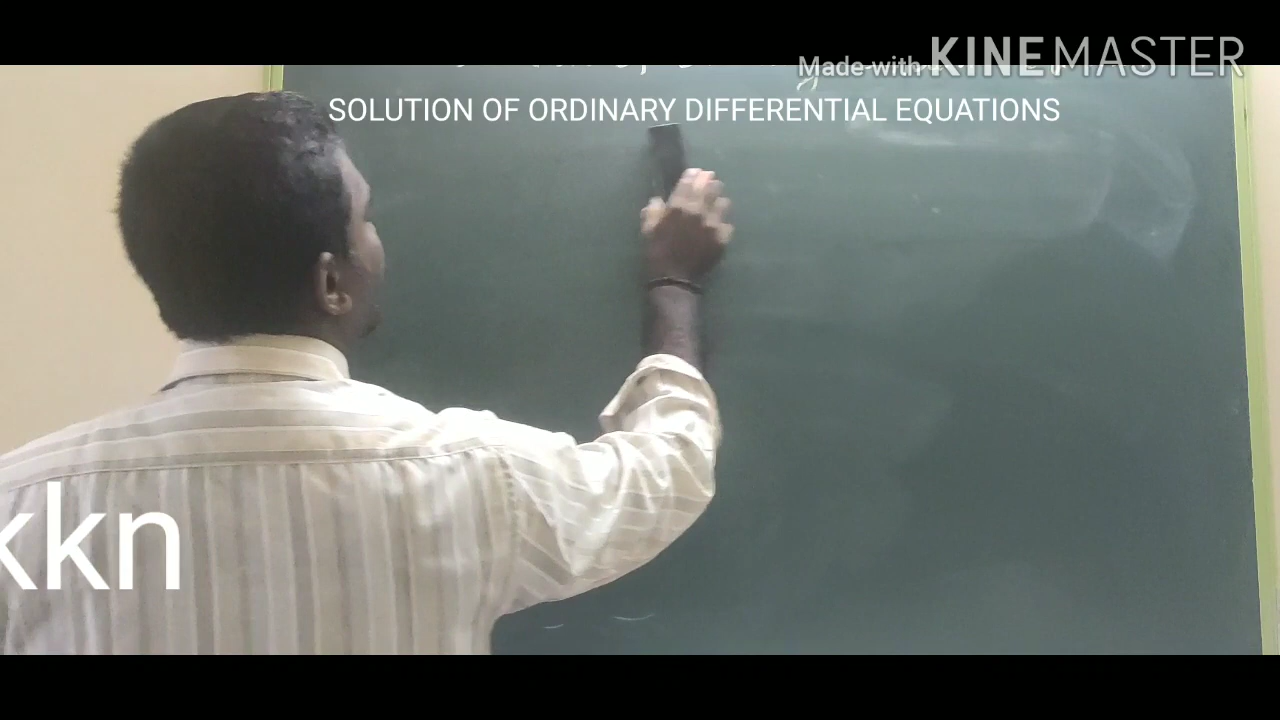 Made with KINEMASTER
SOLUTION OF ORDINARY DIFFERENTIAL EQUATIONS
kkn